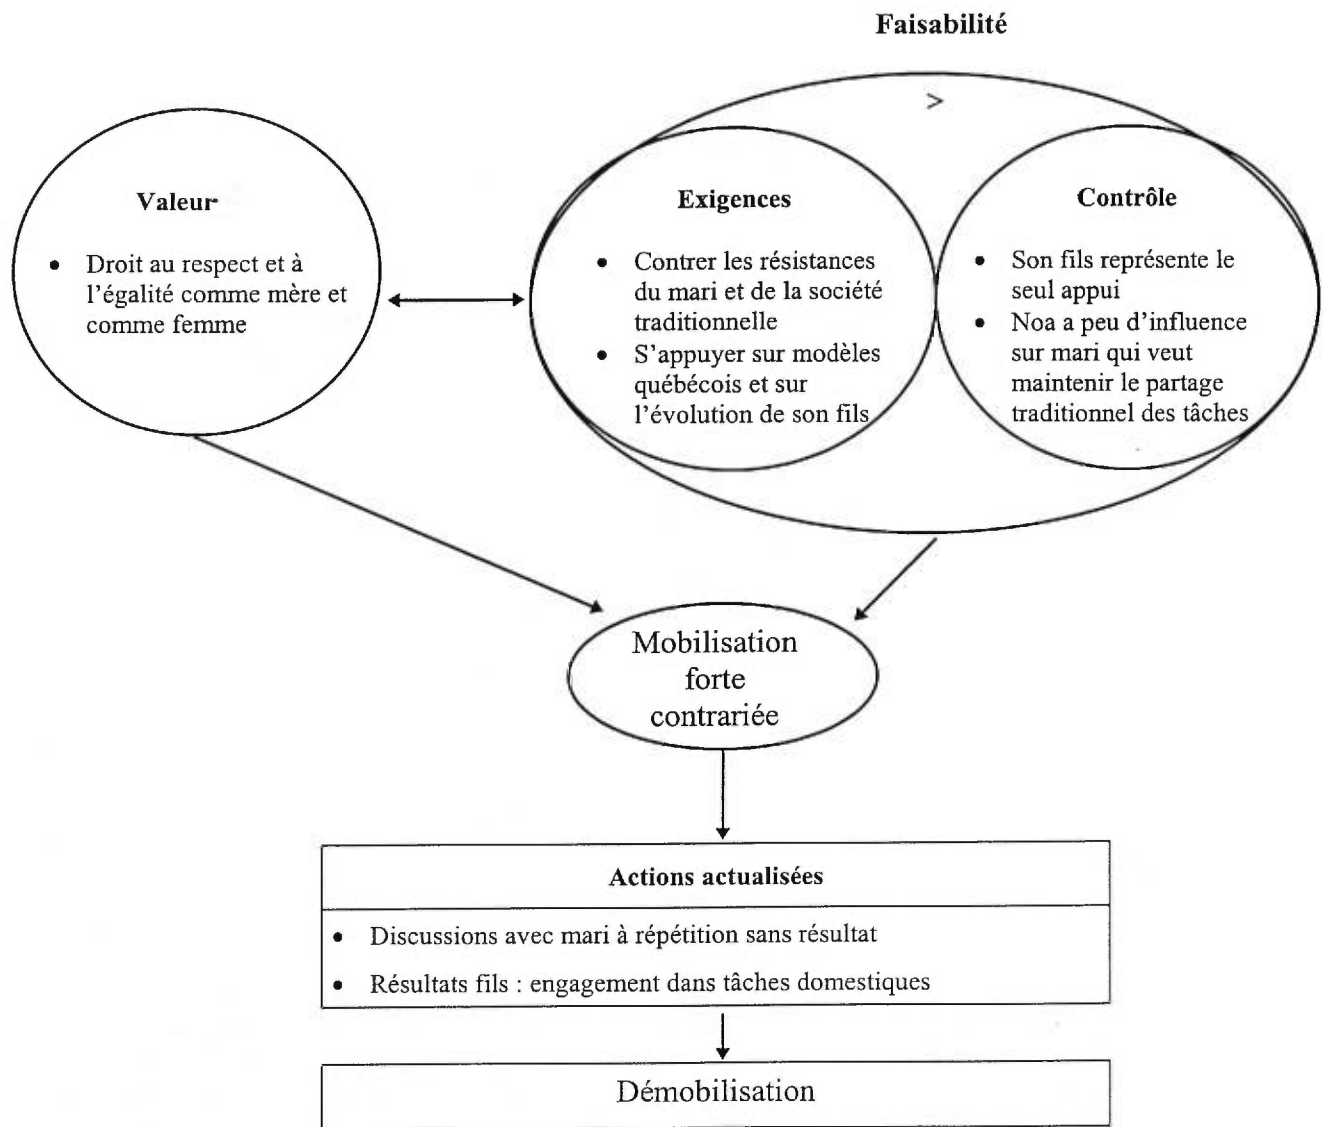 Faisabilité
>
Valeur
• Droit au respect et à
l'égalité comme mère et
comme femme
Exigences
• Contrer les résistances
du mari et de la société
traditionnelle
• S'appuyer sur modèles
québécois et sur
l'évolution de son fils
Contrôle
• Son fils représente le
seul appui
• Noa a peu d'influence
sur mari qui veut
maintenir le partage
traditionnel des tâches
Mobilisation
forte
contrariée
Actions actualisées
• Discussions avec mari à répétition sans résultat
• Résultats fils : engagement dans tâches domestiques
Démobilisation